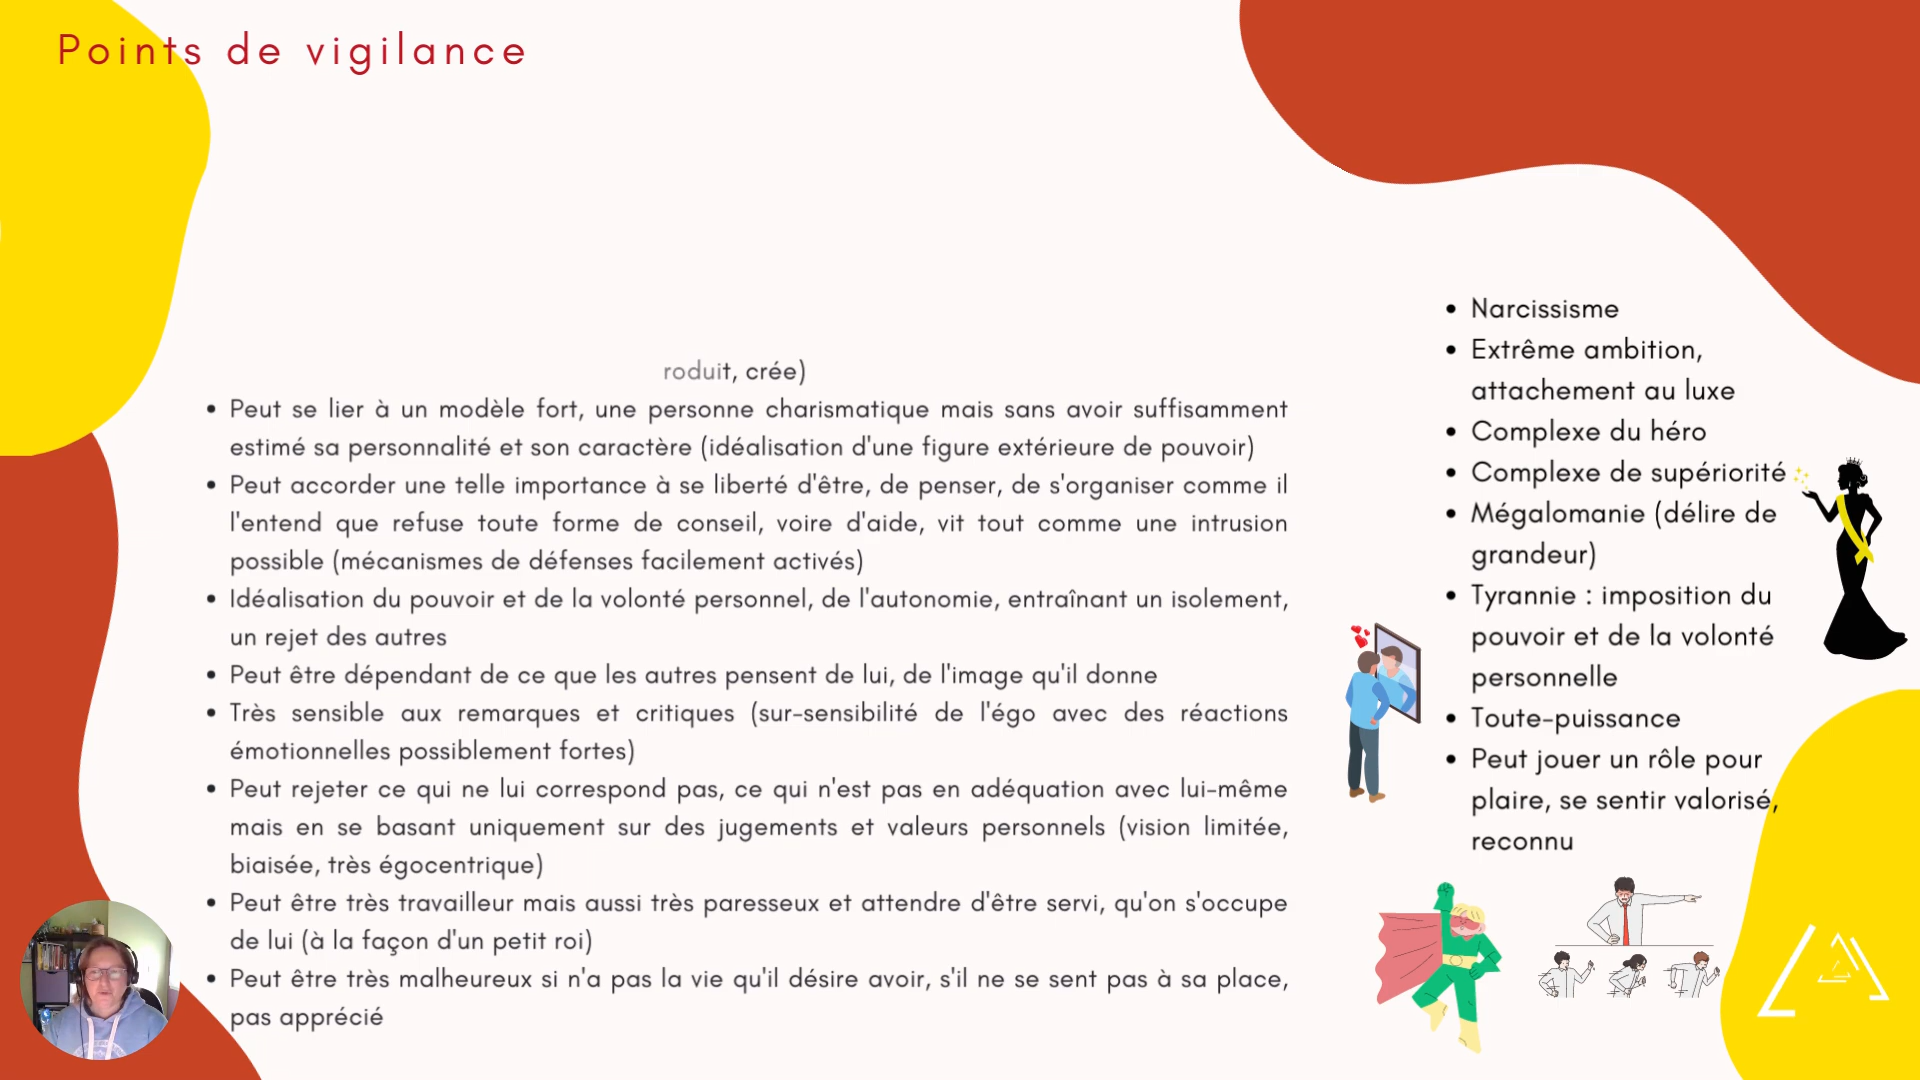 Points de vigilance
roduit, crée)
• Peut se lier à un modèle fort, une personne charismatique mais sans avoir suffisamment
estimé sa personnalité et son caractère (idéalisation d'une figure extérieure de pouvoir)
• Peut accorder une telle importance à se liberté d'être, de penser, de s'organiser comme il
l'entend que refuse toute forme de conseil, voire d'aide, vit tout comme une intrusion
possible (mécanismes de défenses facilement activés)
• Idéalisation du pouvoir et de la volonté personnel, de l'autonomie, entraînant un isolement,
un rejet des autres
• Peut être dépendant de ce que les autres pensent de lui, de l'image qu'il donne
• Très sensible aux remarques et critiques (sur-sensibilité de l'égo avec des réactions
émotionnelles possiblement fortes)
• Peut rejeter ce qui ne lui correspond pas, ce qui n'est pas en adéquation avec lui-même
mais en se basant uniquement sur des jugements et valeurs personnels (vision limitée,
biaisée, très égocentrique)
• Peut être très travailleur mais aussi très paresseux et attendre d'être servi, qu'on s'occupe
de lui (à la façon d'un petit roi)
• Peut être très malheureux si n'a pas la vie qu'il désire avoir, s'il ne se sent pas à sa place,
pas apprécié
• Narcissisme
• Extrême ambition,
attachement au luxe
• Complexe du héro
• Complexe de supériorité
• Mégalomanie (délire de
grandeur)
• Tyrannie : imposition du
pouvoir et de la volonté
personnelle
• Toute-puissance
• Peut jouer un rôle pour
plaire, se sentir valorisé,
reconnu